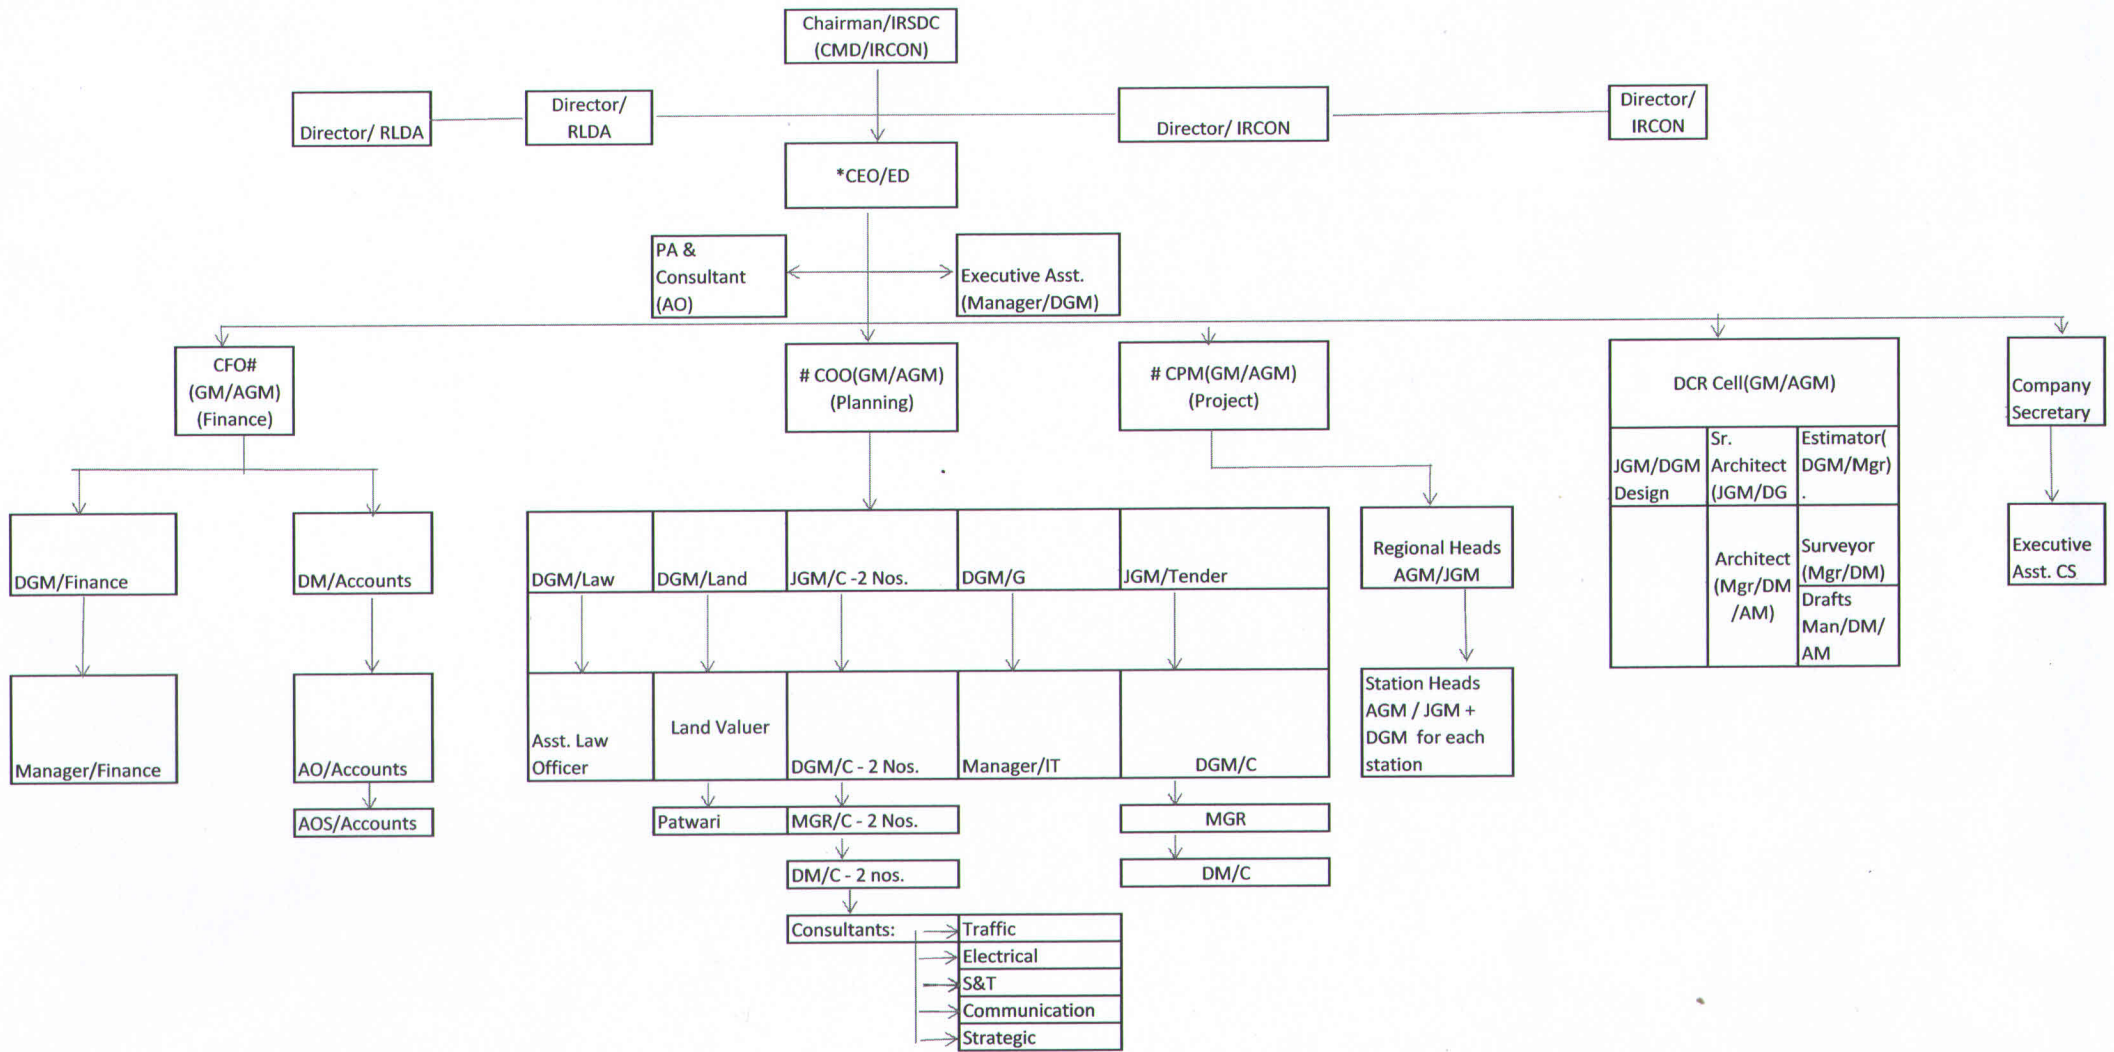 Chairman/IRSDC
(CMD/IRCON)
Director/ RLDA
Director/
RLDA
Director/ IRCON
Director/
IRCON
*CEO/ED
PA &
Consultant
(AO)
Executive Asst.
(Manager/DGM)
CFO#
(GM/AGM)
(Finance)
# COO(GM/AGM)
(Planning)
# CPM(GM/AGM)
(Project)
DCR Cell(GM/AGM)
Company
Secretary
JGM/DGM
Design
Sr.
Architect
(JGM/DG
Estimator(
DGM/Mgr)
.
DGM/Finance
DM/Accounts
DGM/Law
DGM/Land
JGM/C -2 Nos.
DGM/G
JGM/Tender
Regional Heads
AGM/JGM
Architect
(Mgr/DM
/AM)
Surveyor
(Mgr/DM)
Drafts
Man/DM/
AM
Executive
Asst. CS
Manager/Finance
AO/Accounts
Asst. Law
Officer
Land Valuer
DGM/C - 2 Nos.
Manager/IT
DGM/C
Station Heads
AGM / JGM +
DGM for each
station
AOS/Accounts
Patwari
MGR/C - 2 Nos.
MGR
DM/C - 2 nos.
DM/C
Consultants:
Traffic
Electrical
S&T
Communication
Strategic